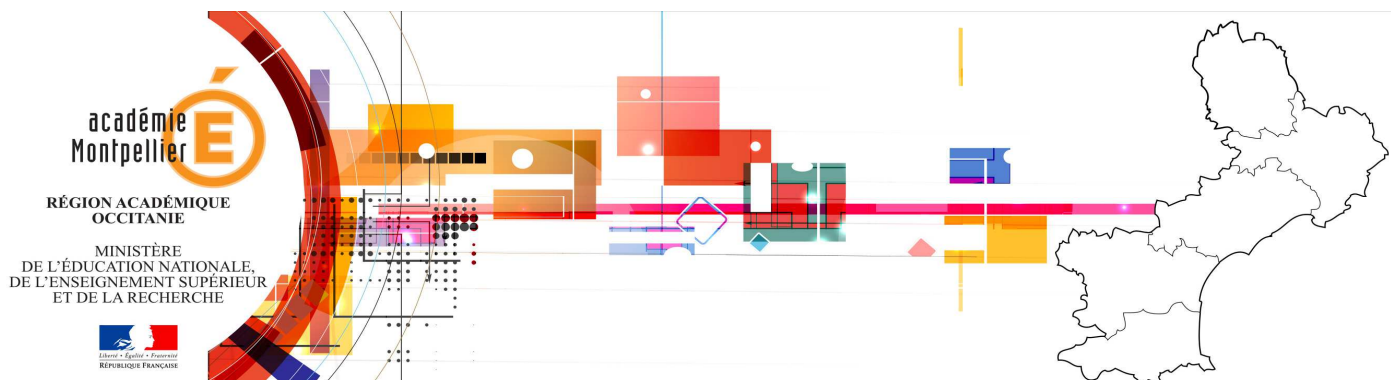 académie
Montpellier
É
RÉGION ACADÉMIQUE
OCCITANIE
MINISTÈRE
DE L'ÉDUCATION NATIONALE,
DE L'ENSEIGNEMENT SUPÉRIEUR
ET DE LA RECHERCHE
Liberté • Égalité • Fraternité
RÉPUBLIQUE FRANÇAISE